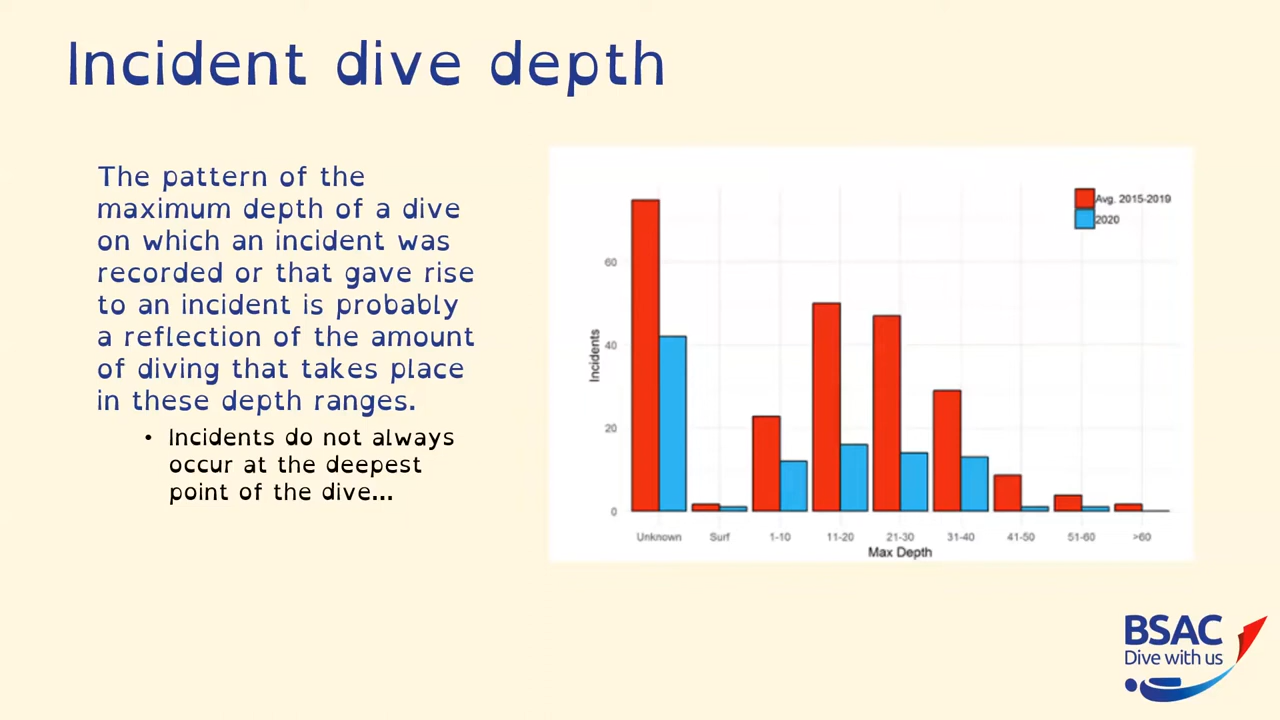 Incident dive depth
The pattern of the
maximum depth of a dive
on which an incident was
recorded or that gave rise
to an incident is probably
a reflection of the amount
of diving that takes place
in these depth ranges.
• Incidents do not always
occur at the deepest
point of the dive...
Avg. 2015-2019
2020
60
40
20
0
Incidents
Unknown Surf 1-10 11-20 21-30 31-40 41-50 51-60 >60
Max Depth
BSAC
Dive with us